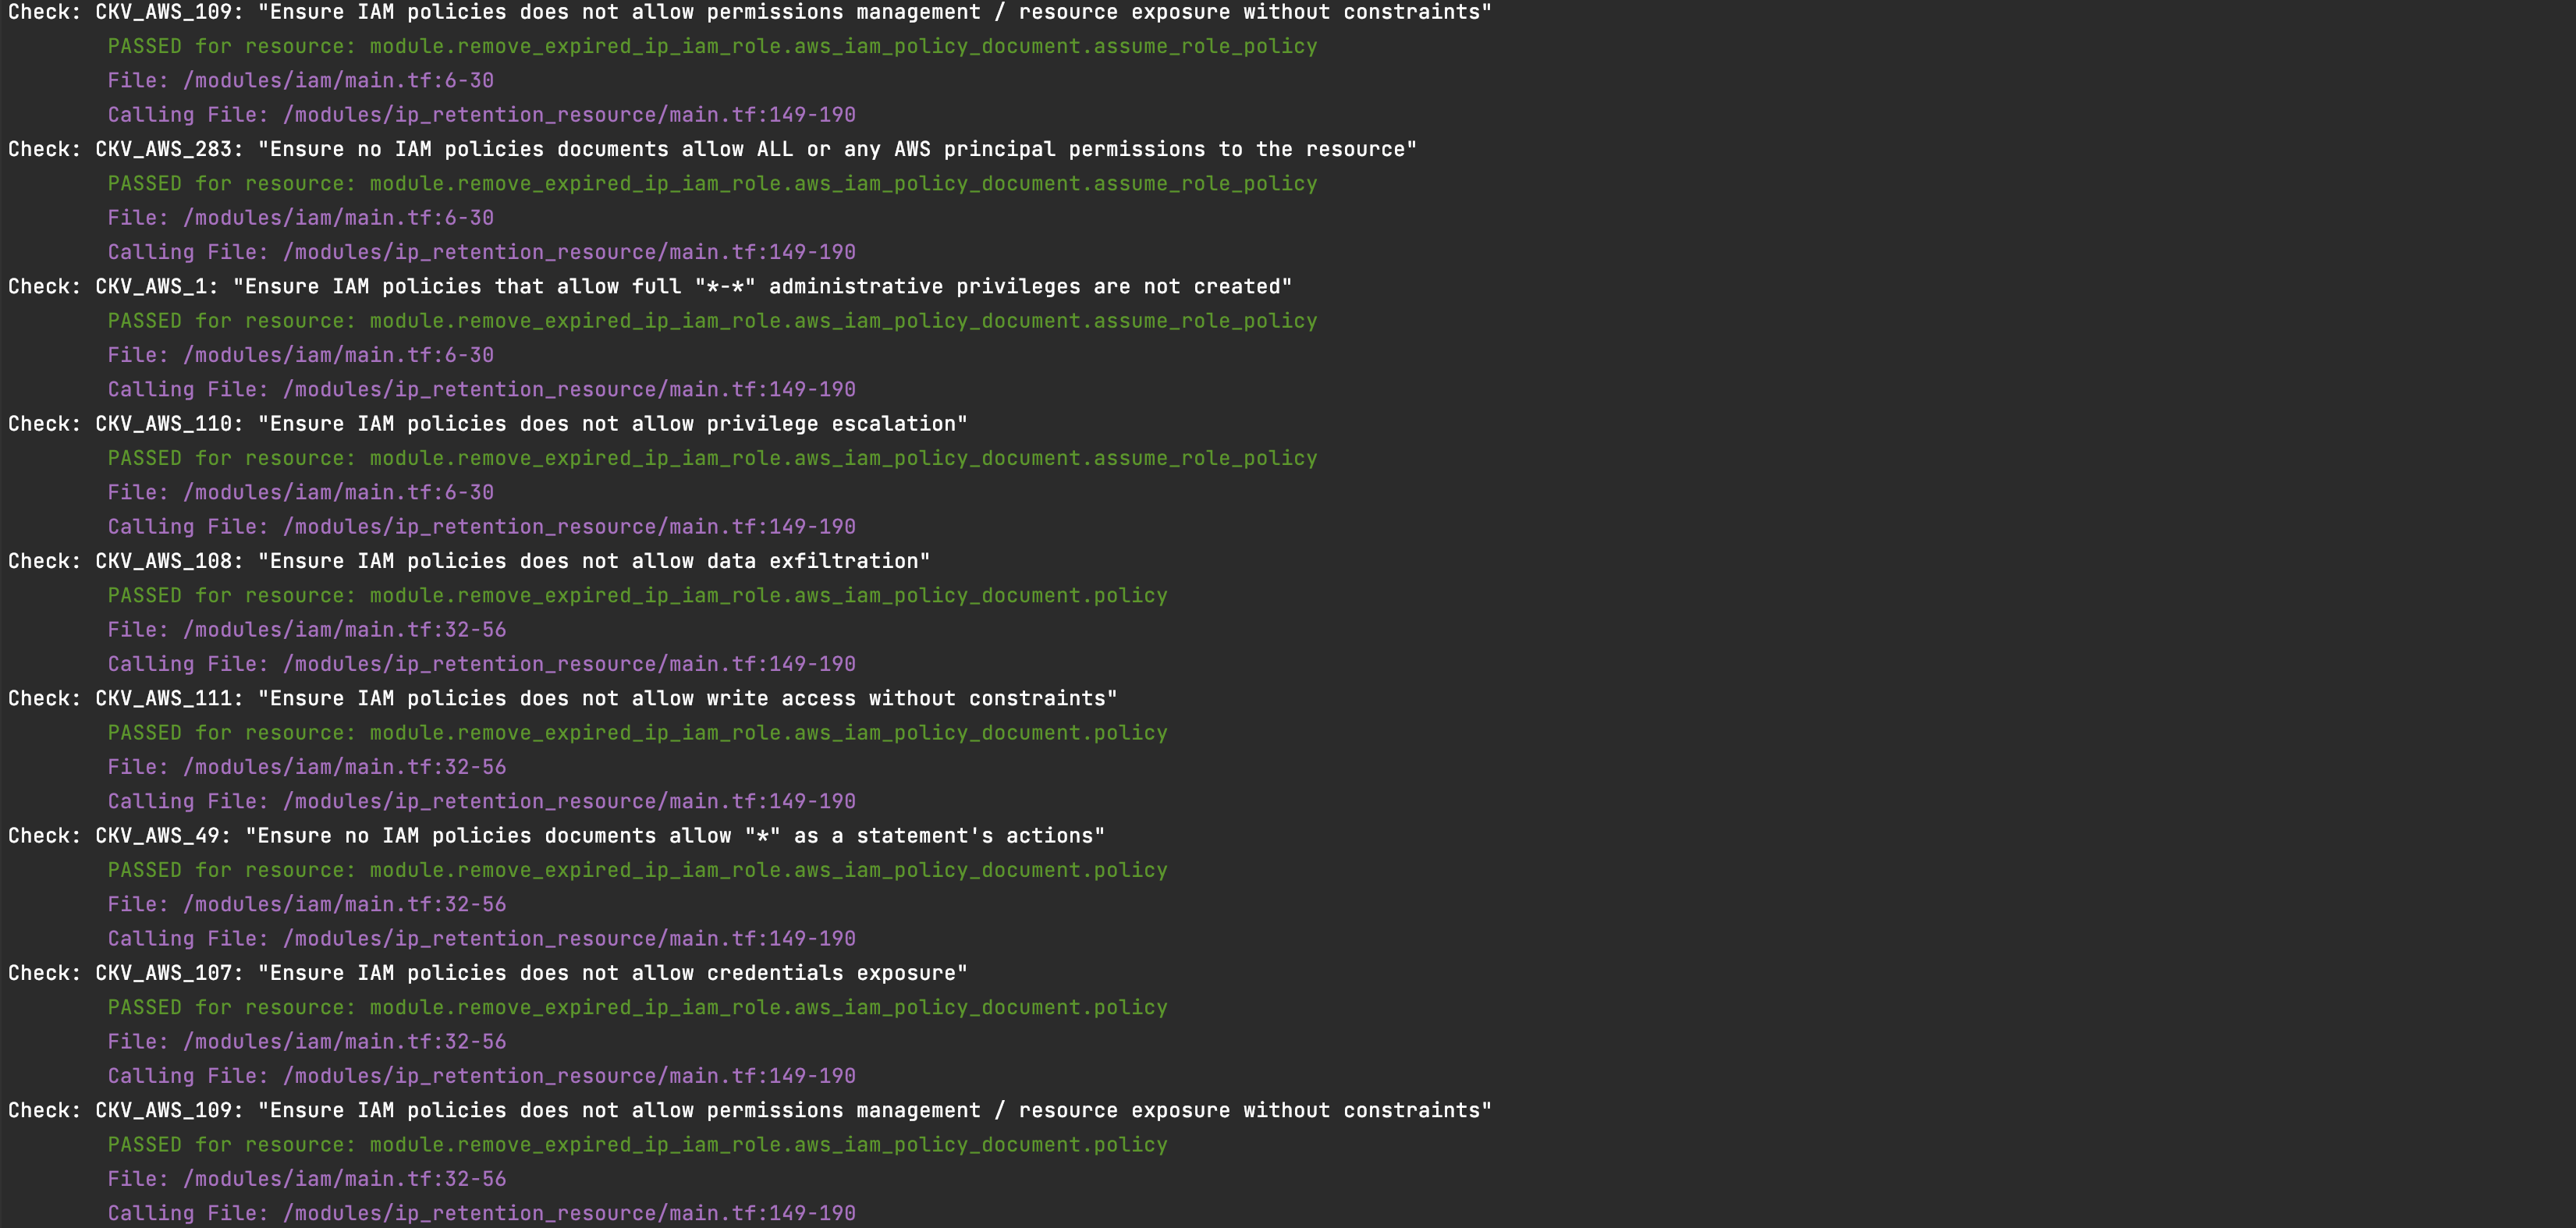 Check: CKV_AWS_109: "Ensure IAM policies does not allow permissions management / resource exposure without constraints"
PASSED for resource: module.remove_expired_ip_iam_role.aws_iam_policy_document.assume_role_policy
File: /modules/iam/main.tf:6-30
Calling File: /modules/ip_retention_resource/main.tf:149-190
Check: CKV_AWS_283: "Ensure no IAM policies documents allow ALL or any AWS principal permissions to the resource"
PASSED for resource: module.remove_expired_ip_iam_role.aws_iam_policy_document.assume_role_policy
File: /modules/iam/main.tf:6-30
Calling File: /modules/ip_retention_resource/main.tf:149-190
Check: CKV_AWS_1: "Ensure IAM policies that allow full "*-*" administrative privileges are not created"
PASSED for resource: module.remove_expired_ip_iam_role.aws_iam_policy_document.assume_role_policy
File: /modules/iam/main.tf:6-30
Calling File: /modules/ip_retention_resource/main.tf:149-190
Check: CKV_AWS_110: "Ensure IAM policies does not allow privilege escalation"
PASSED for resource: module.remove_expired_ip_iam_role.aws_iam_policy_document.assume_role_policy
File: /modules/iam/main.tf:6-30
Calling File: /modules/ip_retention_resource/main.tf:149-190
Check: CKV_AWS_108: "Ensure IAM policies does not allow data exfiltration"
PASSED for resource: module.remove_expired_ip_iam_role.aws_iam_policy_document.policy
File: /modules/iam/main.tf:32-56
Calling File: /modules/ip_retention_resource/main.tf:149-190
Check: CKV_AWS_111: "Ensure IAM policies does not allow write access without constraints"
PASSED for resource: module.remove_expired_ip_iam_role.aws_iam_policy_document.policy
File: /modules/iam/main.tf:32-56
Calling File: /modules/ip_retention_resource/main.tf:149-190
Check: CKV_AWS_49: "Ensure no IAM policies documents allow "*" as a statement's actions"
PASSED for resource: module.remove_expired_ip_iam_role.aws_iam_policy_document.policy
File: /modules/iam/main.tf:32-56
Calling File: /modules/ip_retention_resource/main.tf:149-190
Check: CKV_AWS_107: "Ensure IAM policies does not allow credentials exposure"
PASSED for resource: module.remove_expired_ip_iam_role.aws_iam_policy_document.policy
File: /modules/iam/main.tf:32-56
Calling File: /modules/ip_retention_resource/main.tf:149-190
Check: CKV_AWS_109: "Ensure IAM policies does not allow permissions management / resource exposure without constraints"
PASSED for resource: module.remove_expired_ip_iam_role.aws_iam_policy_document.policy
File: /modules/iam/main.tf:32-56
Calling File: /modules/ip_retention_resource/main.tf:149-190